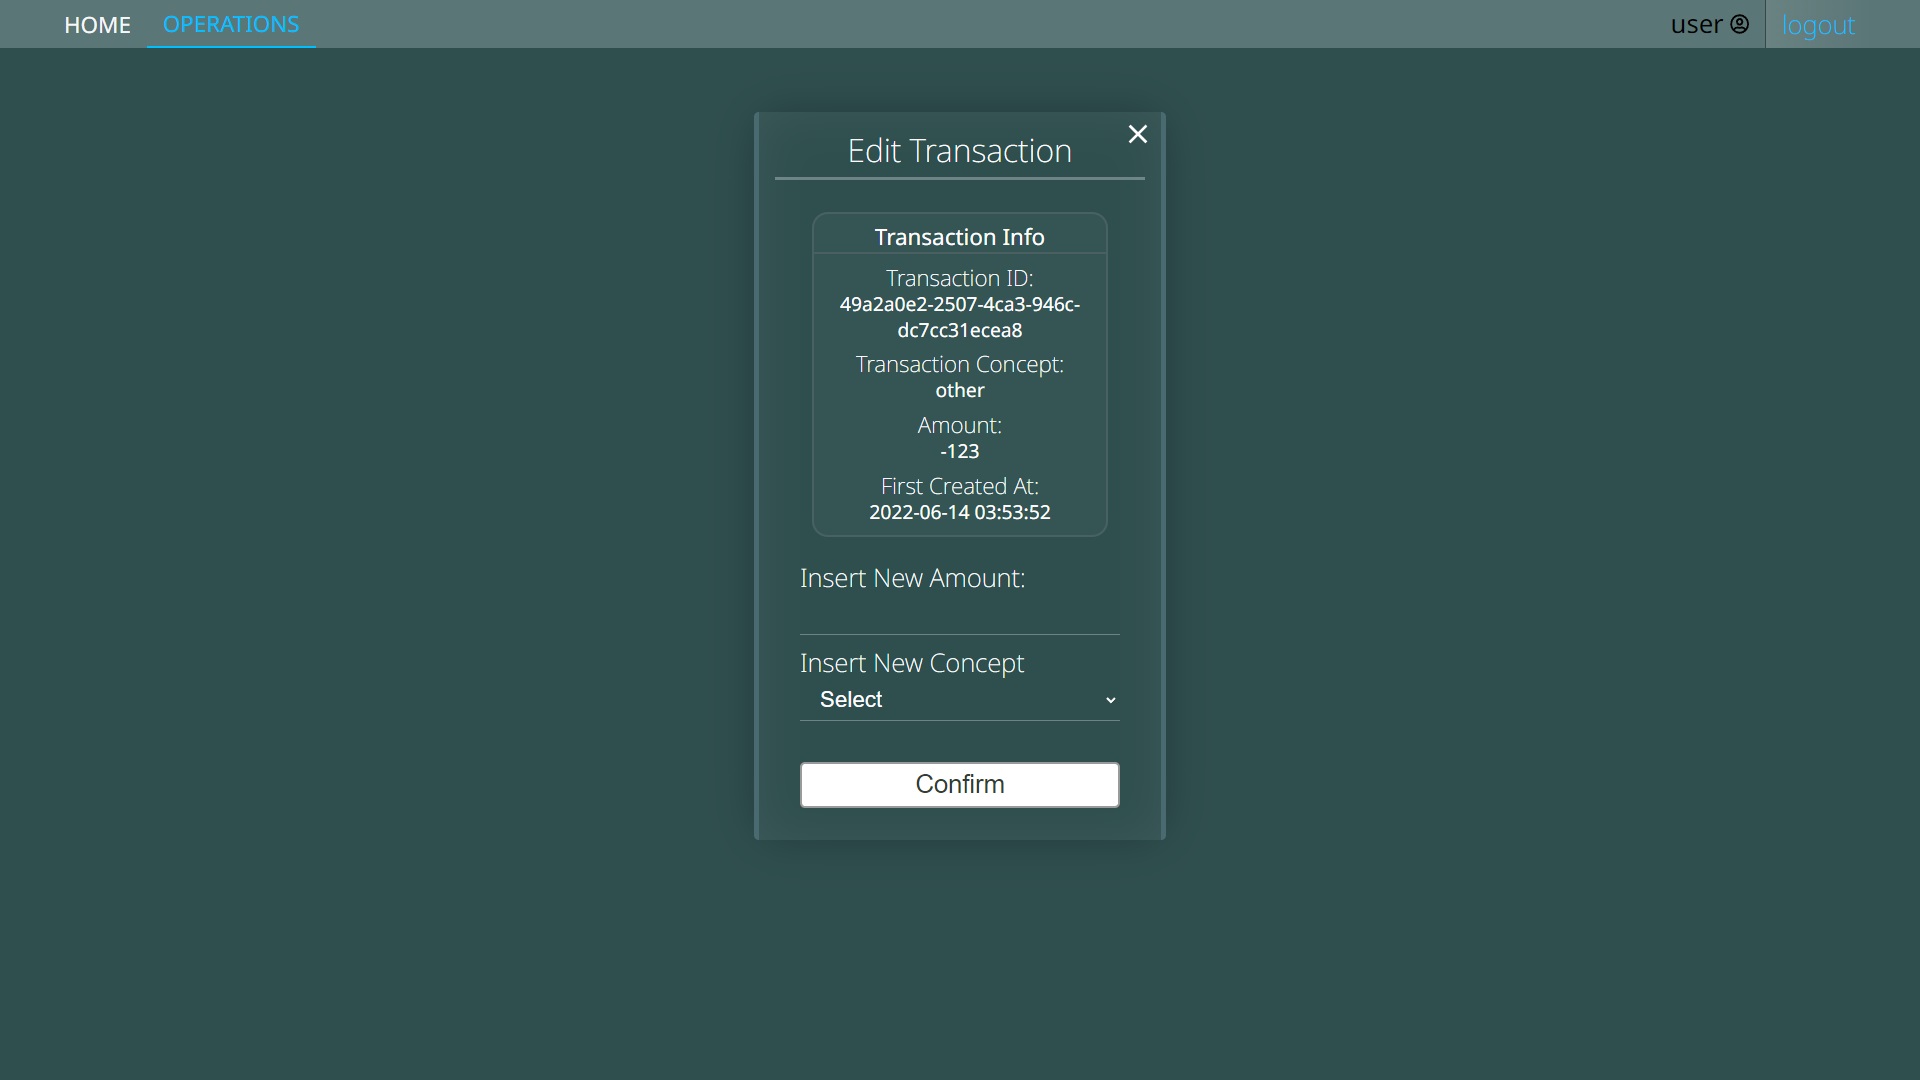 HOME OPERATIONS user logout
Edit Transaction
Transaction Info
Transaction ID:
49a2a0e2-2507-4ca3-946c-
dc7cc31ecea8
Transaction Concept:
other
Amount:
-123
First Created At:
2022-06-14 03:53:52
Insert New Amount:
Insert New Concept
Select
Confirm